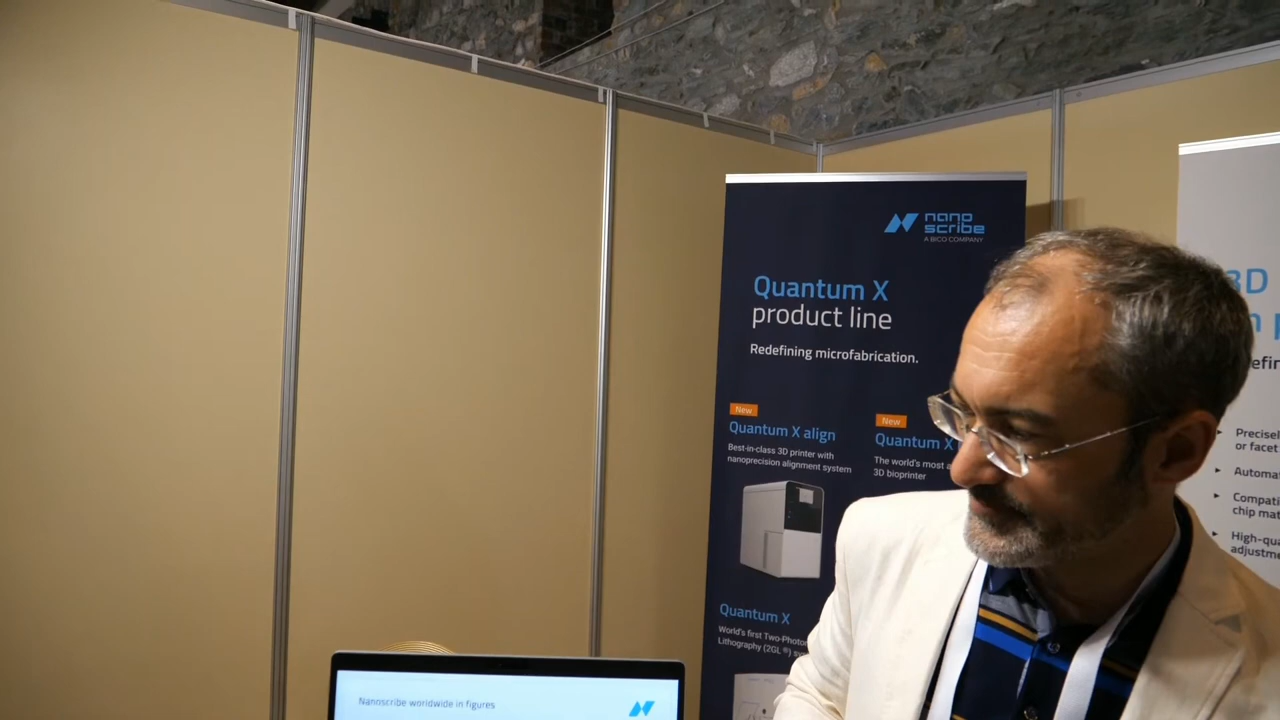 nano
scribe
A BICO COMPANY
Quantum X
product line
Redefining microfabrication.
New
Quantum X align
Best-in-class 3D printer with
nanoprecision alignment system
New
Quantum X
The world's most a
3D bioprinter
Quantum X
World's first Two-Photo
Lithography (2GL ®) sys
Nanoscribe worldwide in figures
3D
efin
Precisel
or facet
Automa
Compati
chip mat
High-qua
adjustme